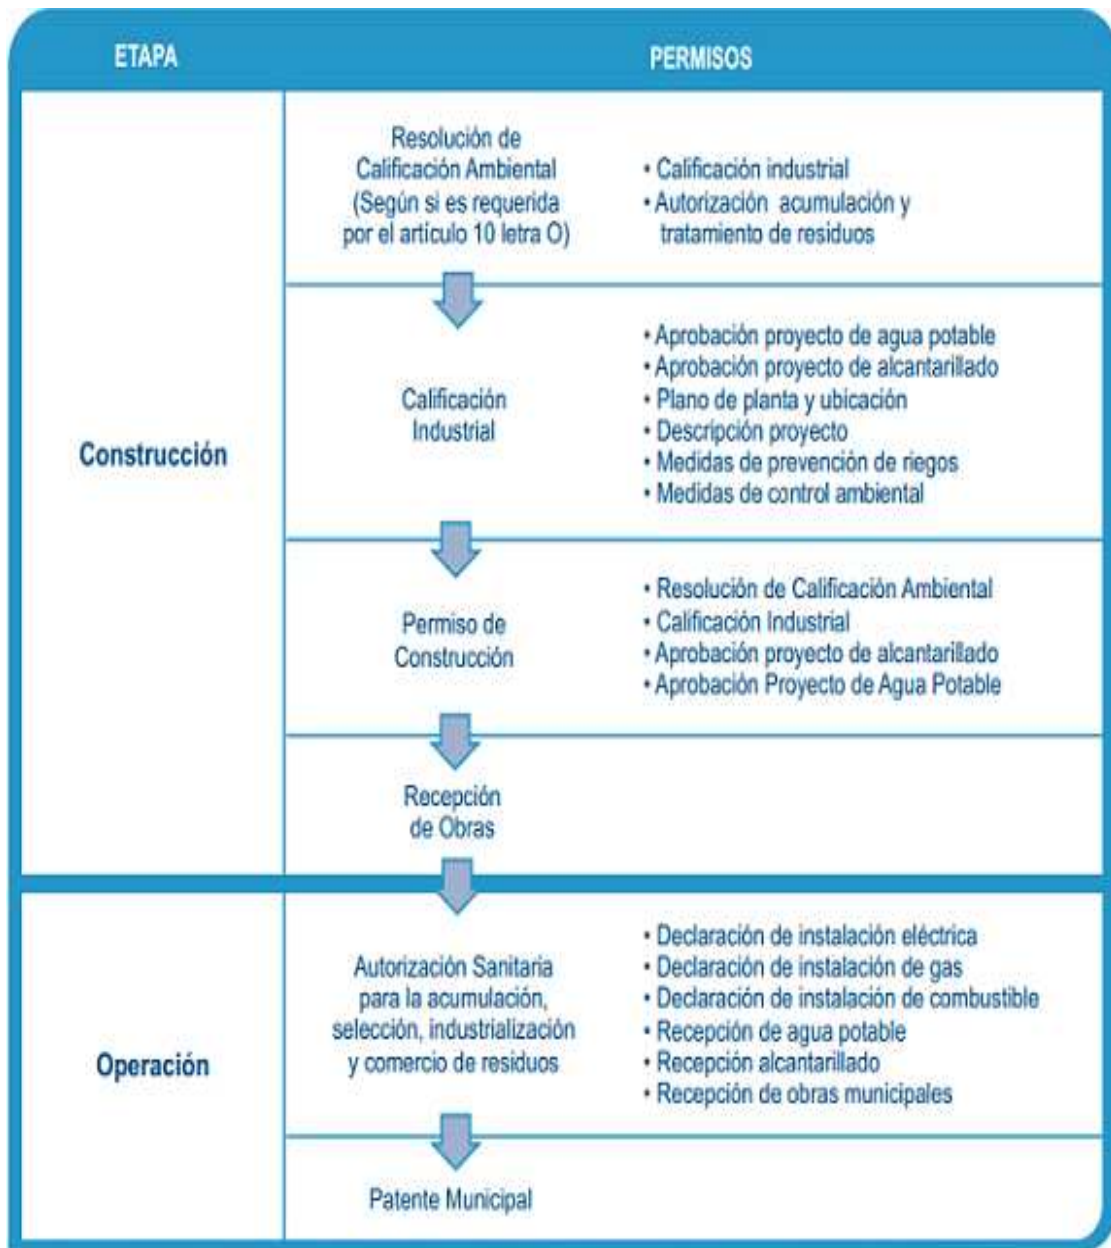 ETAPA
PERMISOS
Construcción
Resolución de
Calificación Ambiental
(Según si es requerida
por el artículo 10 letra O)
• Calificación industrial
• Autorización acumulación y
tratamiento de residuos
Calificación
Industrial
• Aprobación proyecto de agua potable
• Aprobación proyecto de alcantarillado
• Plano de planta y ubicación
• Descripción proyecto
• Medidas de prevención de riegos
• Medidas de control ambiental
Permiso de
Construcción
• Resolución de Calificación Ambiental
• Calificación Industrial
• Aprobación proyecto de alcantarillado
• Aprobación Proyecto de Agua Potable
Recepción
de Obras
Operación
Autorización Sanitaria
para la acumulación,
selección, industrialización
y comercio de residuos
• Declaración de instalación eléctrica
• Declaración de instalación de gas
• Declaración de instalación de combustible
• Recepción de agua potable
• Recepción alcantarillado
• Recepción de obras municipales
Patente Municipal